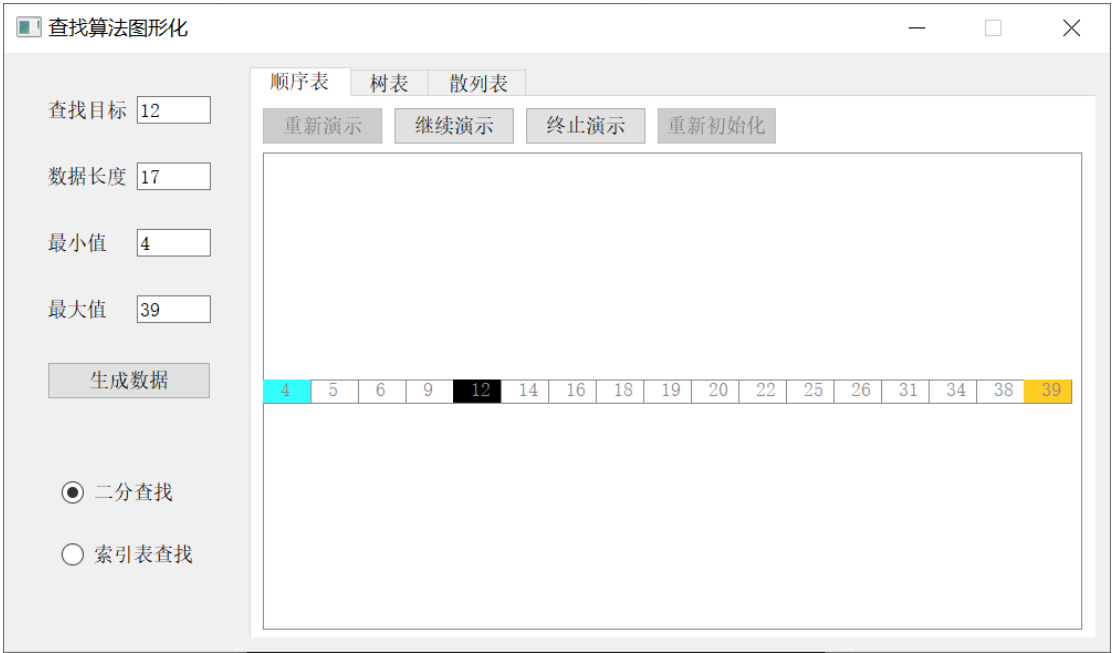 查找算法图形化
顺序表 树表 散列表
查找目标 12
重新演示 继续演示 终止演示 重新初始化
数据长度 17
最小值 4
最大值 39
生成数据
4 5 6 9 12 14 16 18 19 20 22 25 26 31 34 38 39
二分查找
索引表查找